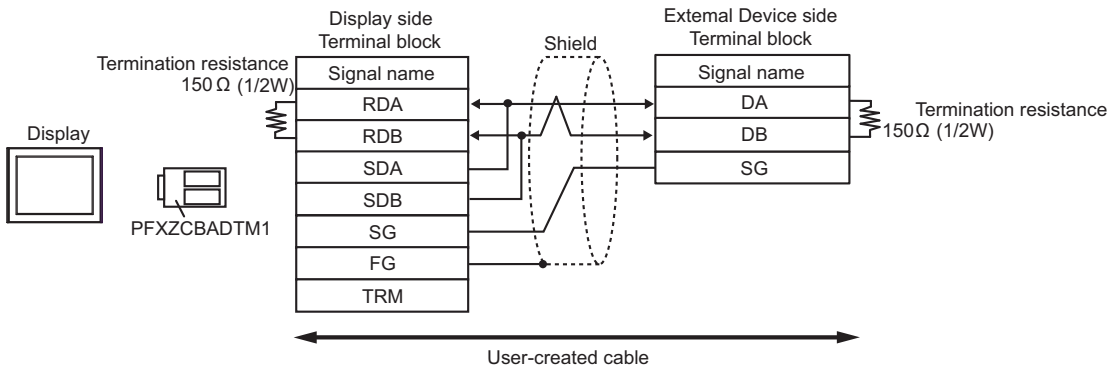 Display side
Terminal block
External Device side
Terminal block
Shield
Termination resistance
150 Ω (1/2W)
Signal name
RDA
RDB
SDA
SDB
SG
FG
TRM
Signal name
DA
DB
SG
Termination resistance
150Ω (1/2W)
Display
PFXZCBADTM1
User-created cable